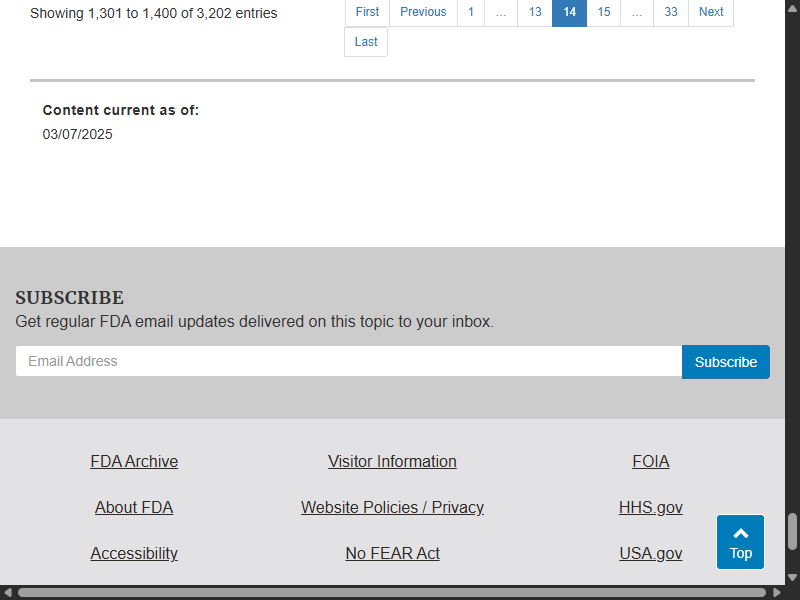 Showing 1,301 to 1,400 of 3,202 entries
First Previous 1 … 13 14 15 … 33 Next
Last
Content current as of:
03/07/2025
SUBSCRIBE
Get regular FDA email updates delivered on this topic to your inbox.
Email Address Subscribe
FDA Archive Visitor Information FOIA
About FDA Website Policies / Privacy HHS.gov
Accessibility No FEAR Act USA.gov
Top